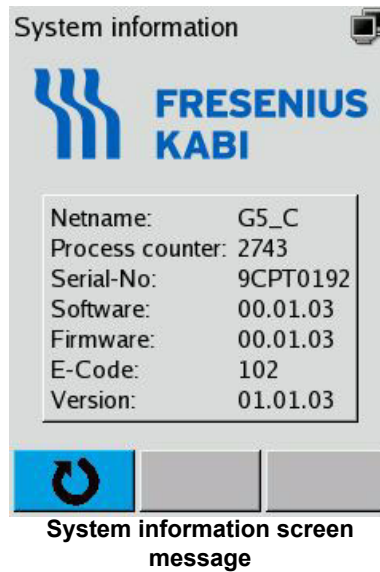 System information
FRESENIUS
KABI
Netname: G5_C
Process counter: 2743
Serial-No: 9CPT0192
Software: 00.01.03
Firmware: 00.01.03
E-Code: 102
Version: 01.01.03
System information screen
message